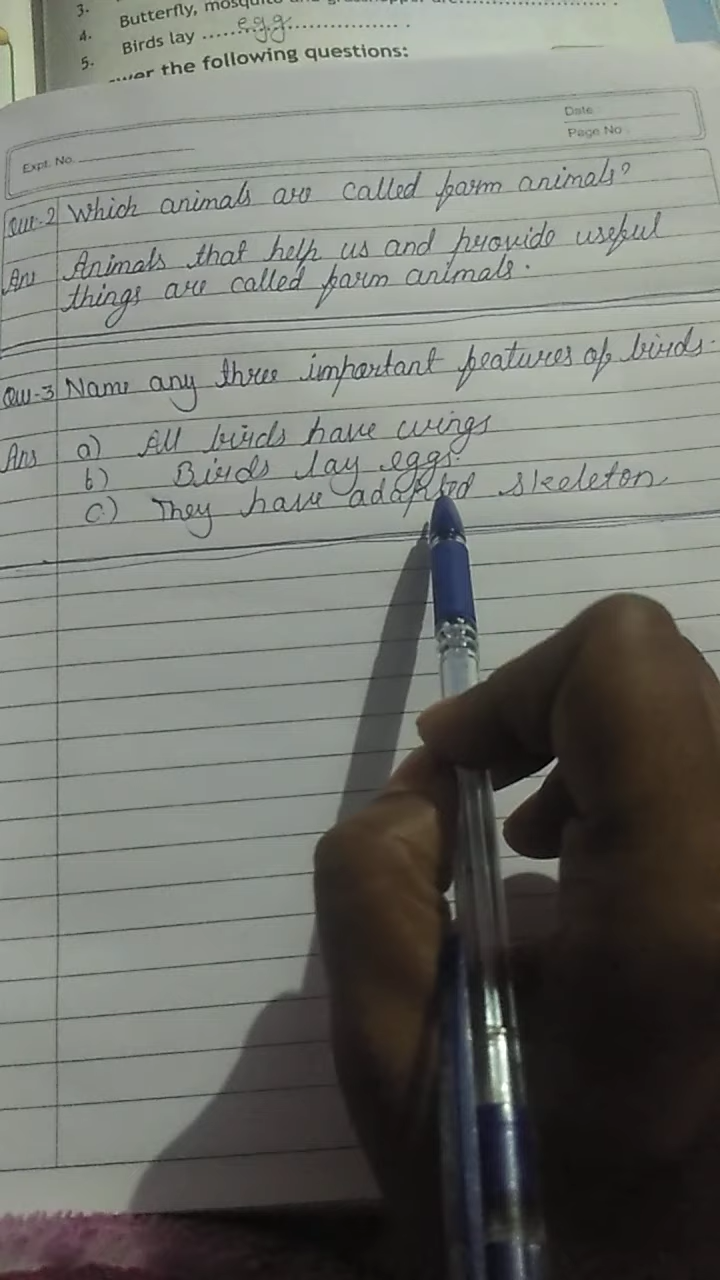 3.
Butterfly, mosquito
4. Birds lay ...... egg .................. .
5.
the following questions:
Expt. No.
Date
Page No.
Que-2 Which animals are called farm animals?
Ans Animals that help us and provide useful
things are called farm animals.
Que-3 Name any three important features of birds.
Ans a) All birds have wings
b) Birds lay eggs.
c) They have adapted skeleton.